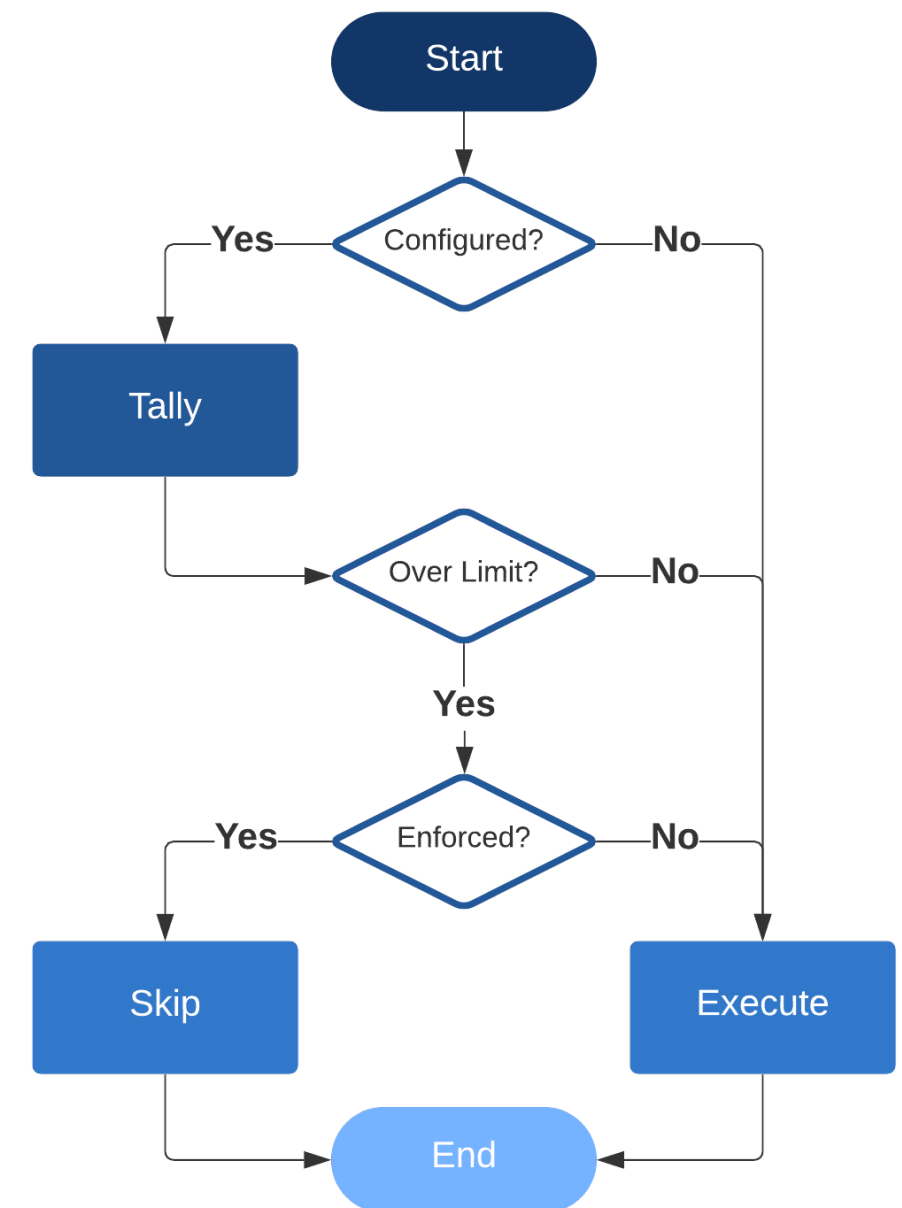 Start
Yes
Configured?
No
Tally
Over Limit?
No
Yes
Yes
Enforced?
No
Skip
Execute
End